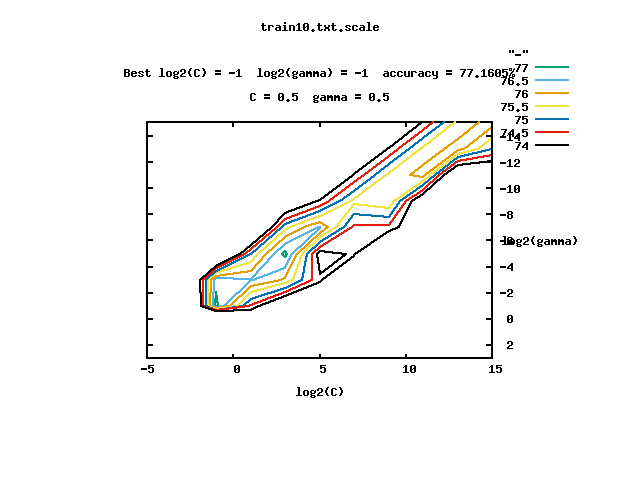 train10.txt.scale
"-"
Best log2(C) = -1 log2(gamma) = -1 accuracy = 77.1605%
77
76.5
C = 0.5 gamma = 0.5
76
75.5
75
74.5
74
-14
-12
-10
-8
-6
log2(gamma)
-4
-2
0
2
-5 0 5 10 15
log2(C)